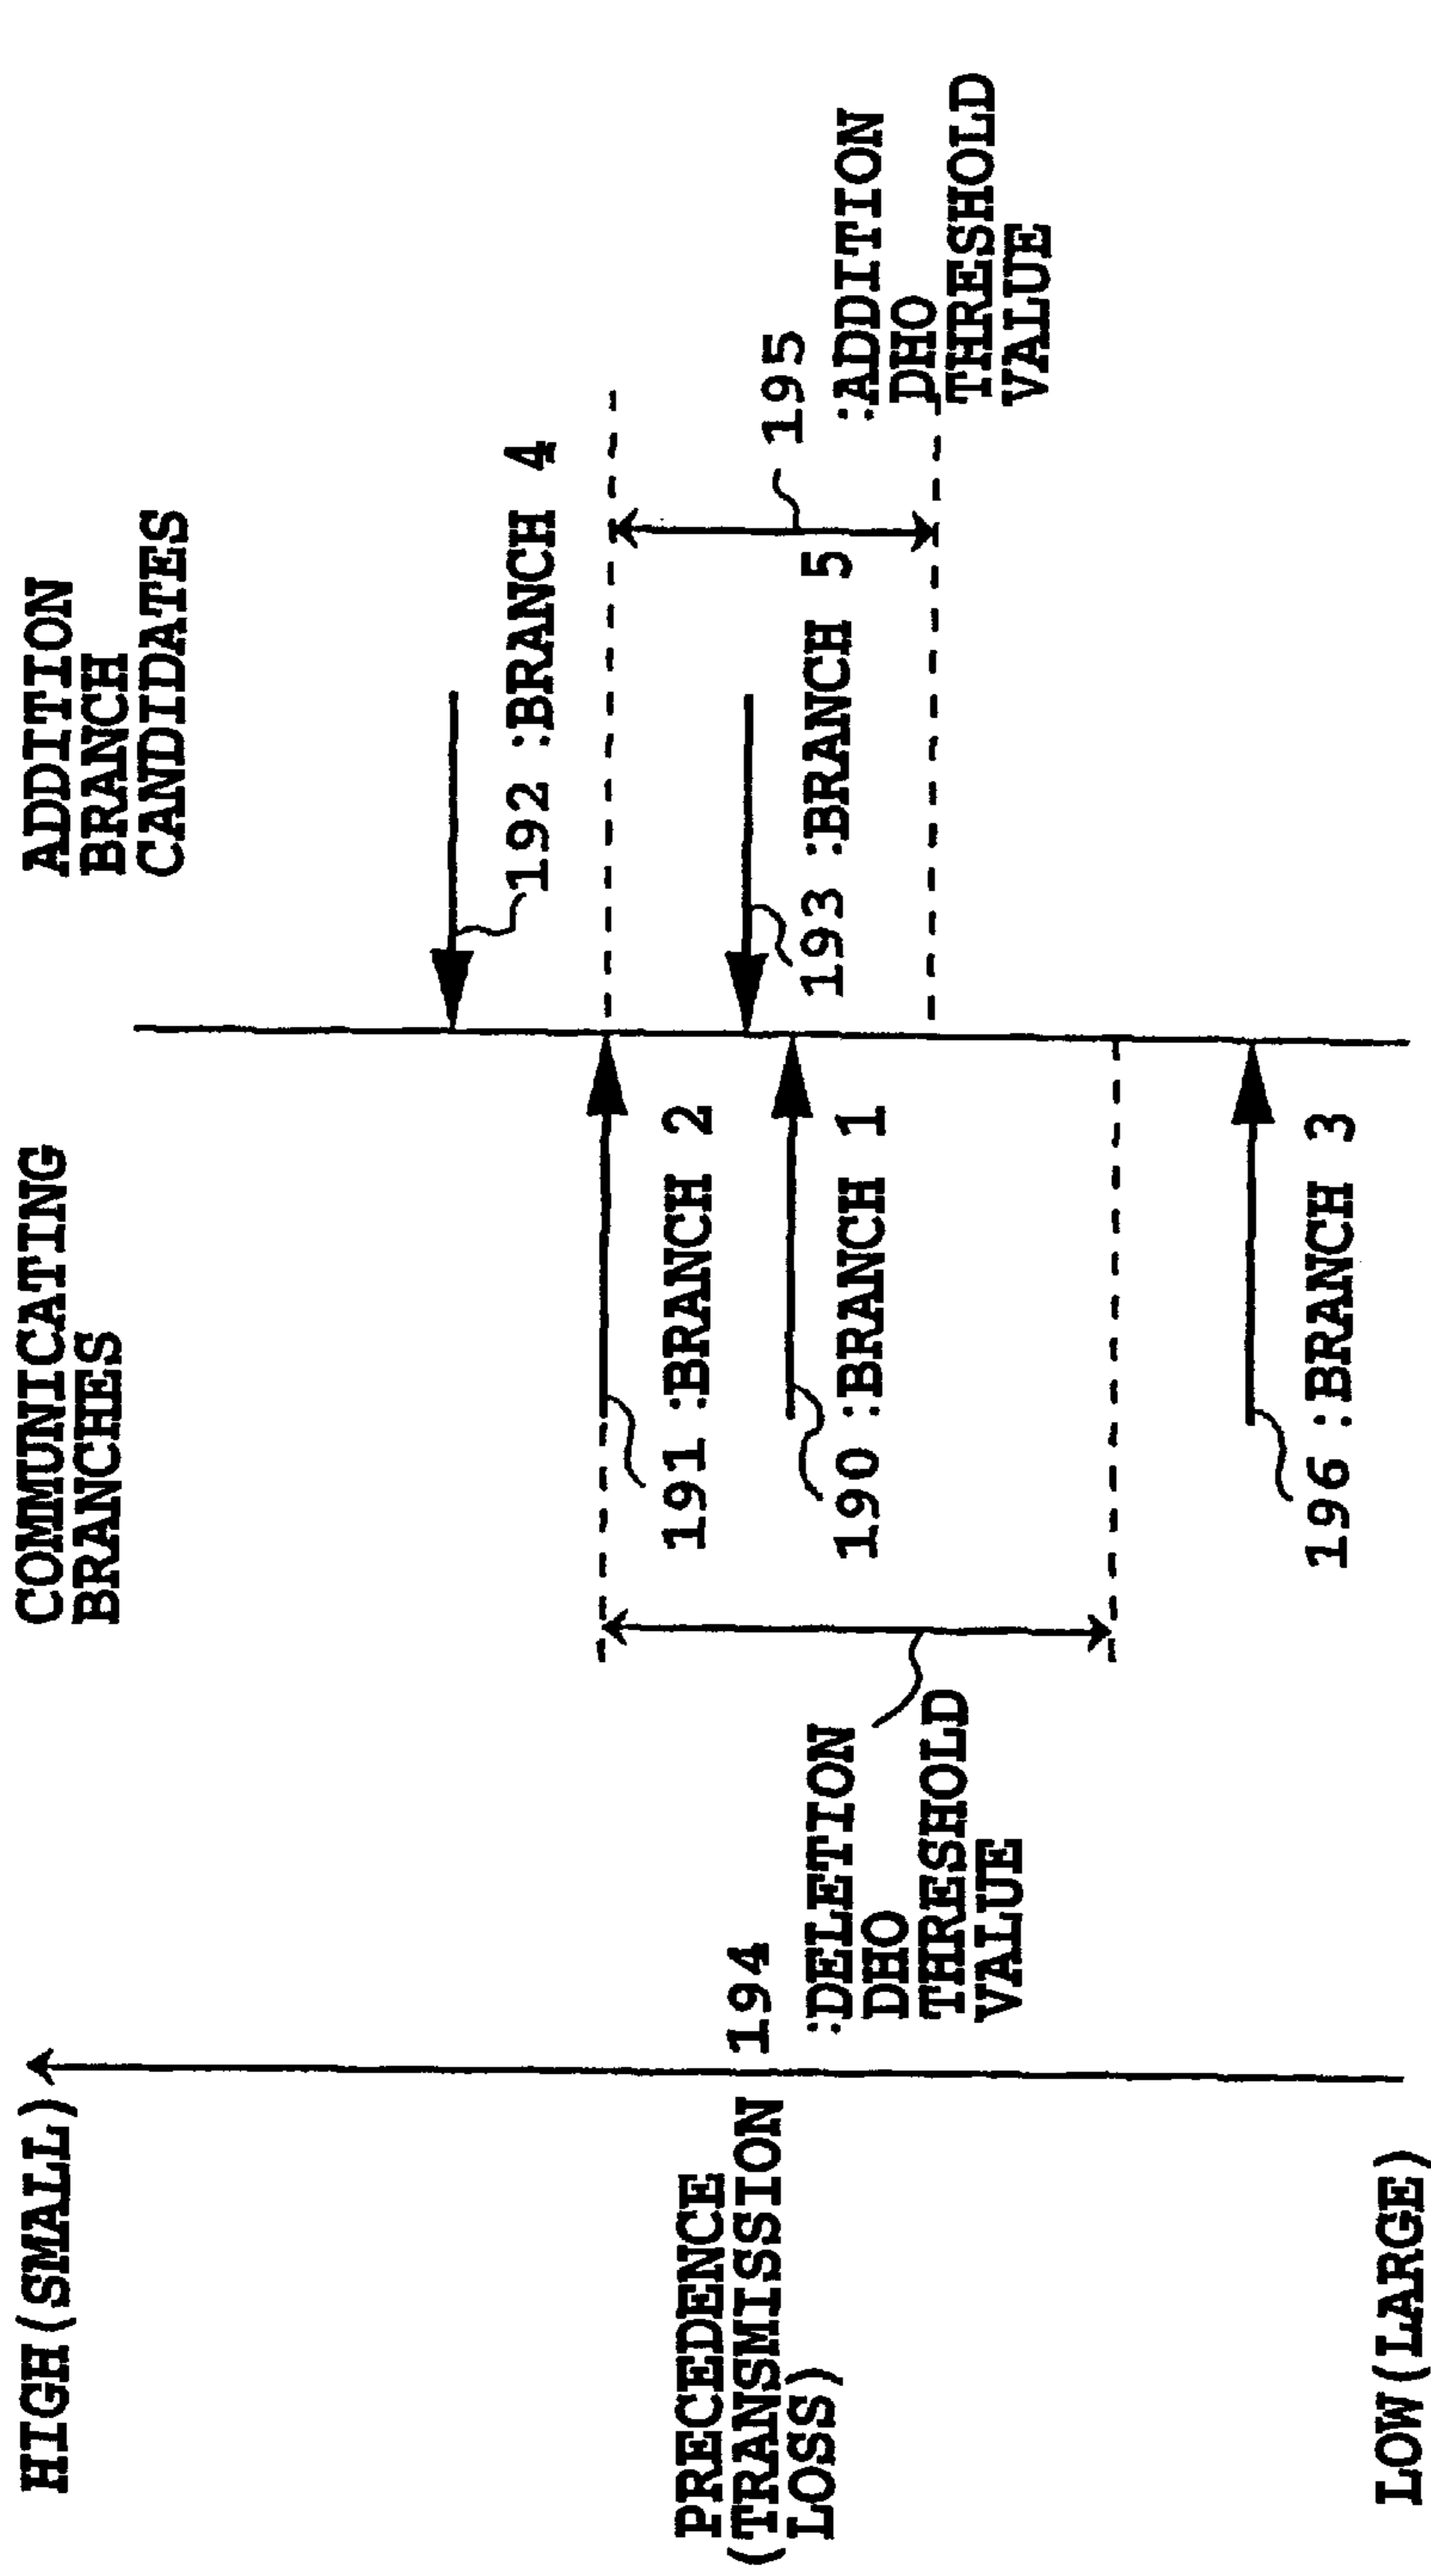 HIGH(SMALL)
PRECEDENCE
(TRANSMISSION
LOSS)
LOW(LARGE)
194
:DELETION
DHO
THRESHOLD
VALUE
COMMUNICATING
BRANCHES
191 :BRANCH 2
190 :BRANCH 1
196 :BRANCH 3
ADDITION
BRANCH
CANDIDATES
192 :BRANCH 4
193 :BRANCH 5
195
:ADDITION
DHO
THRESHOLD
VALUE